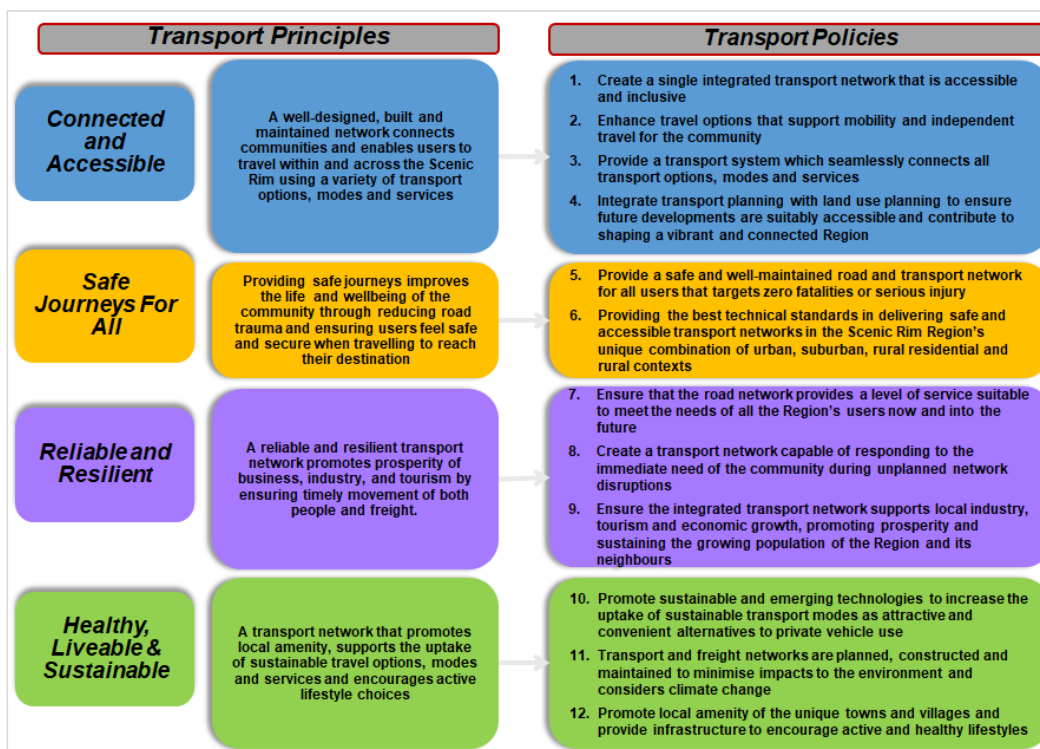 Transport Principles
Transport Policies
Connected
and
Accessible
A well-designed, built and
maintained network connects
communities and enables users to
travel within and across the Scenic
Rim using a variety of transport
options, modes and services
1. Create a single integrated transport network that is accessible
and inclusive
2. Enhance travel options that support mobility and independent
travel for the community
3. Provide a transport system which seamlessly connects all
transport options, modes and services
4. Integrate transport planning with land use planning to ensure
future developments are suitably accessible and contribute to
shaping a vibrant and connected Region
Safe
Journeys For
All
Providing safe journeys improves
the life and wellbeing of the
community through reducing road
trauma and ensuring users feel safe
and secure when travelling to reach
their destination
5. Provide a safe and well-maintained road and transport network
for all users that targets zero fatalities or serious injury
6. Providing the best technical standards in delivering safe and
accessible transport networks in the Scenic Rim Region's
unique combination of urban, suburban, rural residential and
rural contexts
Reliable and
Resilient
A reliable and resilient transport
network promotes prosperity of
business, industry, and tourism by
ensuring timely movement of both
people and freight.
7. Ensure that the road network provides a level of service suitable
to meet the needs of all the Region's users now and into the
future
8. Create a transport network capable of responding to the
immediate need of the community during unplanned network
disruptions
9. Ensure the integrated transport network supports local industry,
tourism and economic growth, promoting prosperity and
sustaining the growing population of the Region and its
neighbours
Healthy,
Liveable &
Sustainable
A transport network that promotes
local amenity, supports the uptake
of sustainable travel options, modes
and services and encourages active
lifestyle choices
10. Promote sustainable and emerging technologies to increase the
uptake of sustainable transport modes as attractive and
convenient alternatives to private vehicle use
11. Transport and freight networks are planned, constructed and
maintained to minimise impacts to the environment and
considers climate change
12. Promote local amenity of the unique towns and villages and
provide infrastructure to encourage active and healthy lifestyles